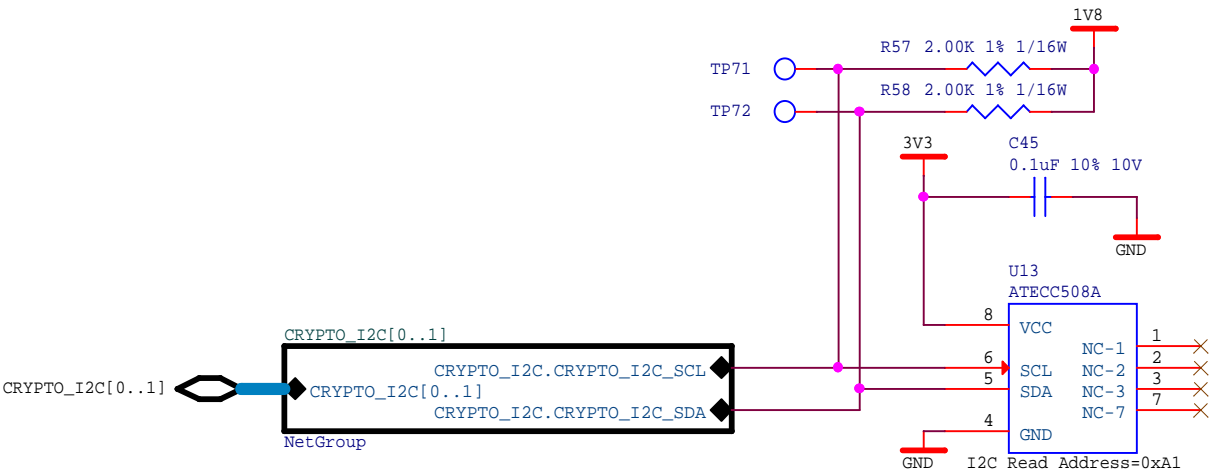 1V8
R57 2.00K 1% 1/16W
TP71
R58 2.00K 1% 1/16W
TP72
3V3
C45
0.1uF 10% 10V
GND
U13
ATECC508A
8
VCC
1
NC-1
6
SCL
2
NC-2
5
SDA
3
NC-3
7
NC-7
4
GND
GND
I2C Read Address=0xA1
CRYPTO_I2C[0..1]
CRYPTO_I2C.CRYPTO_I2C_SCL
CRYPTO_I2C[0..1]
CRYPTO_I2C[0..1]
CRYPTO_I2C.CRYPTO_I2C_SDA
NetGroup